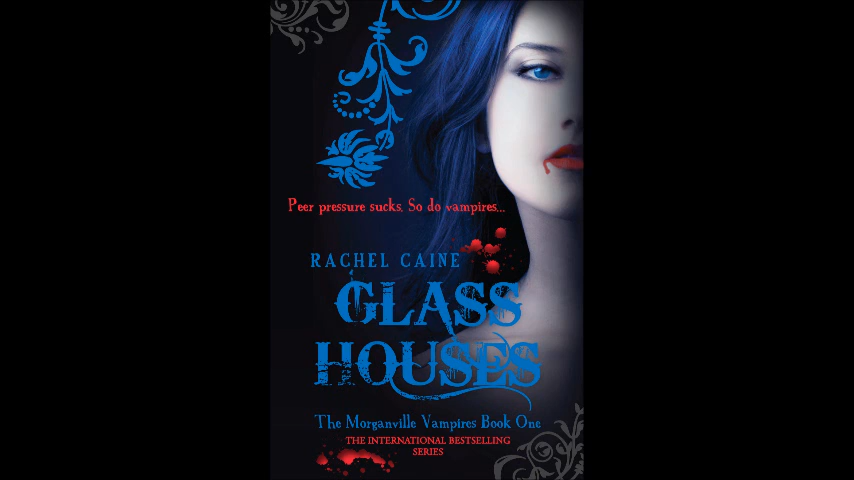 Peer pressure sucks. So do vampires...
RACHEL CAINE
GLASS
HOUSES
The Morganville Vampires Book One
THE INTERNATIONAL BESTSELLING
SERIES